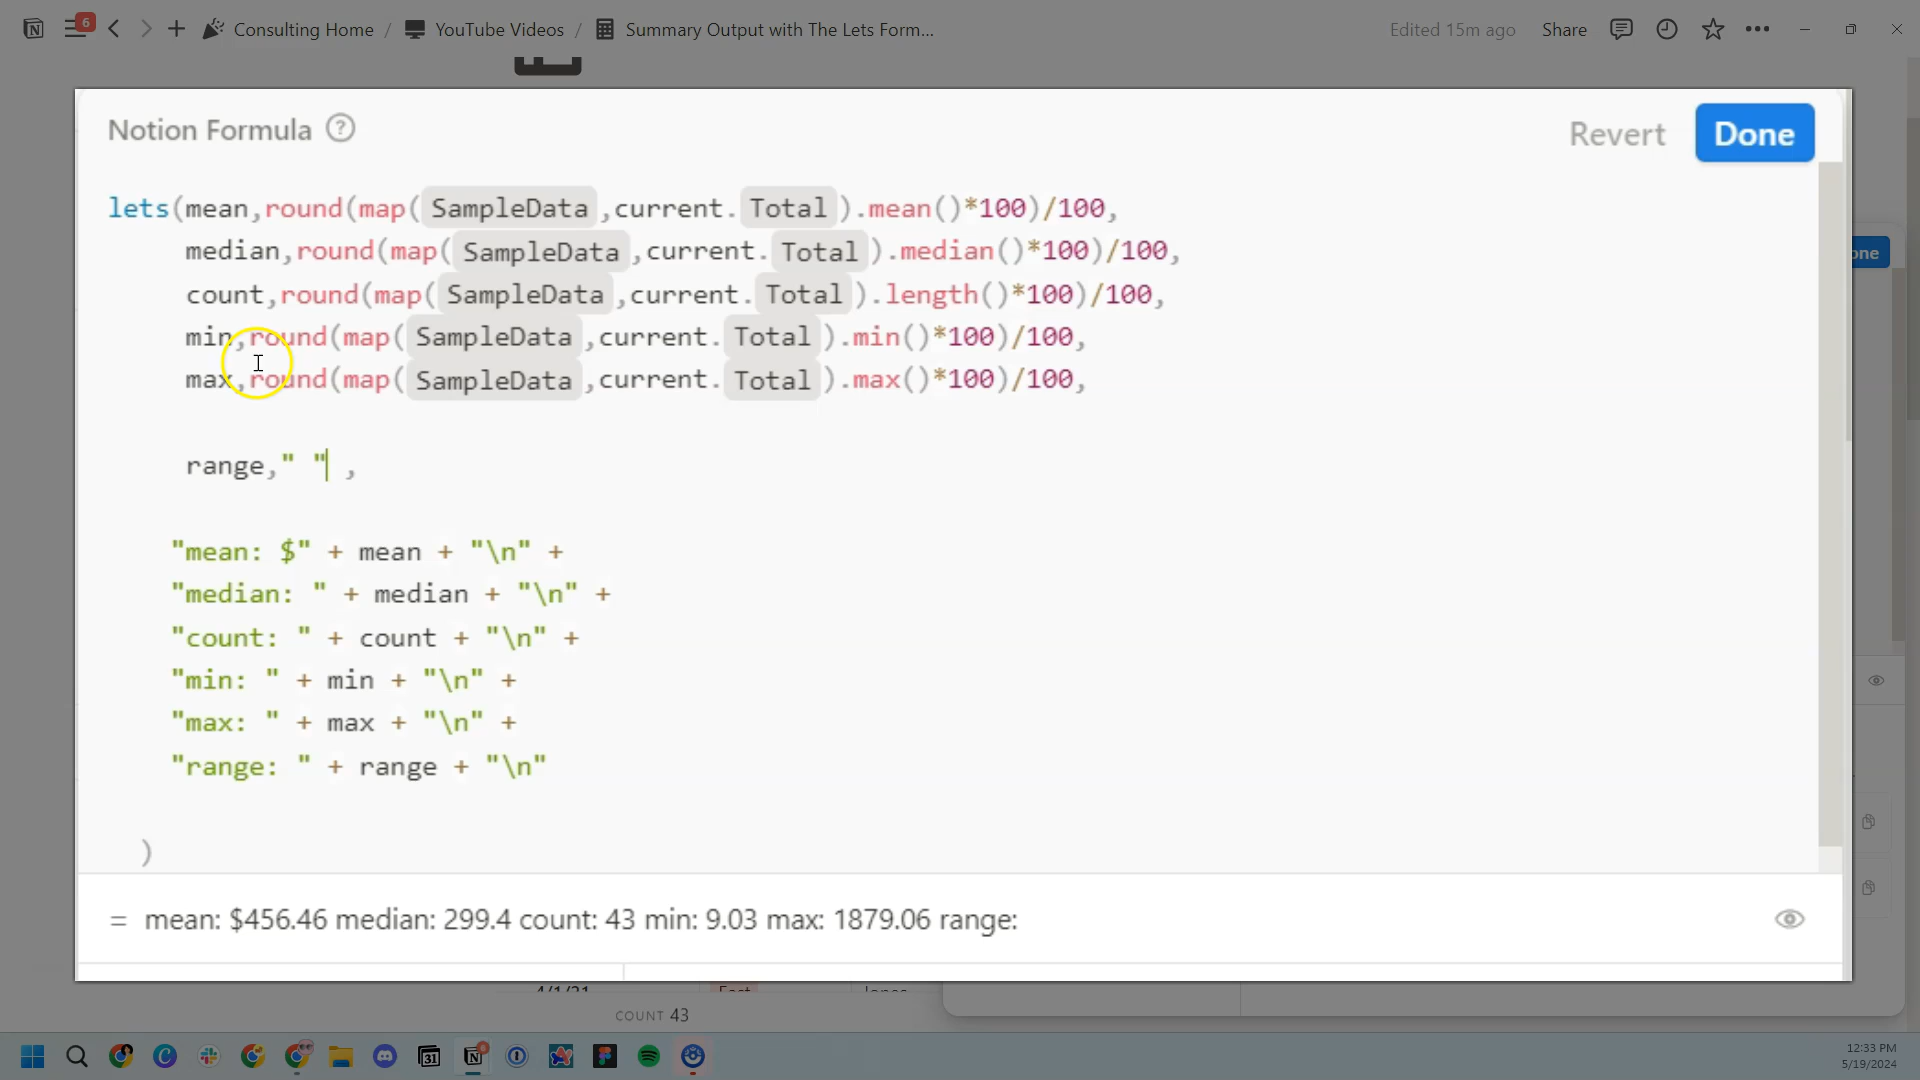 6
Consulting Home / YouTube Videos / Summary Output with The Lets Form...
Edited 15m ago Share
Notion Formula ?
Revert Done
lets(mean,round(map( SampleData ,current. Total ).mean()*100)/100,
median,round(map( SampleData ,current. Total ).median()*100)/100,
count,round(map( SampleData ,current. Total ).length()*100)/100,
min,round(map( SampleData ,current. Total ).min()*100)/100,
max,round(map( SampleData ,current. Total ).max()*100)/100,
range," " ,
"mean: $" + mean + "\n" +
"median: " + median + "\n" +
"count: " + count + "\n" +
"min: " + min + "\n" +
"max: " + max + "\n" +
"range: " + range + "\n"
)
= mean: $456.46 median: 299.4 count: 43 min: 9.03 max: 1879.06 range:
COUNT 43
31
12:33 PM
5/19/2024